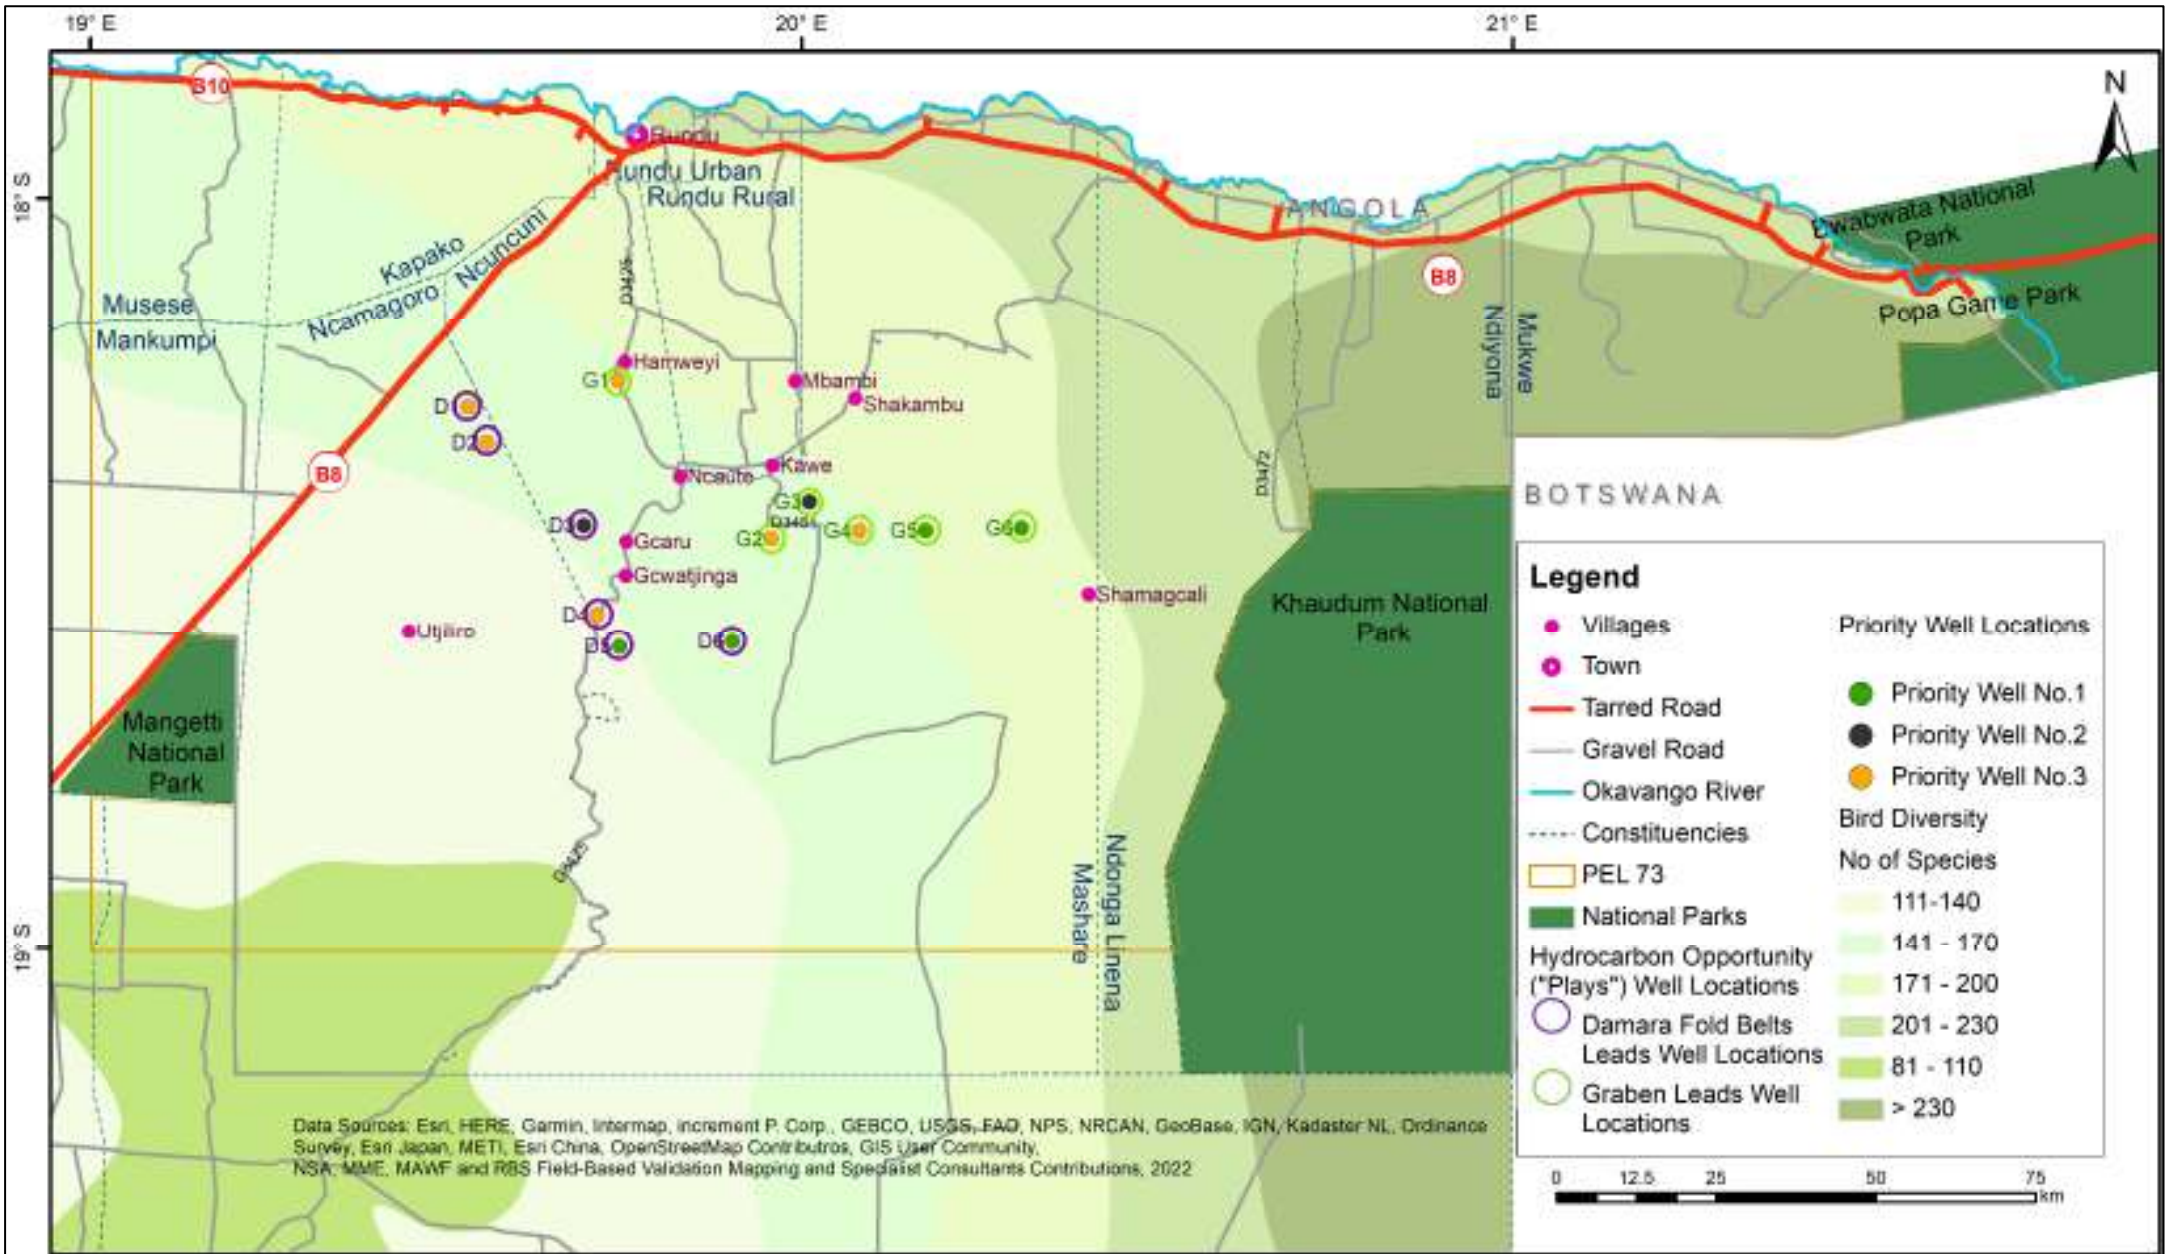 19° E
20° E
21° E
N
18° S
19° S
B10
Rundu
Rundu Urban
Rundu Rural
ANGOLA
Bwabwata National
Park
Popa Game Park
B8
Kapako
Ncuncuni
Ncamagoro
Musese
Mankumpi
D3425
Ndiyona
Mukwe
Hamweyi
G1
Mbambi
Shakambu
D1
D2
B8
Ncaute
Kawe
D3472
BOTSWANA
G3
D3
G2
G4
G5
G6
Gcaru
Gcwatjinga
Shamagcali
Khaudum National
Park
D4
D5
D6
Utjiliro
Mangetti
National
Park
D3425
Mashare
Ndonga Linena
Legend
Villages
Town
Tarred Road
Gravel Road
Okavango River
Constituencies
PEL 73
National Parks
Hydrocarbon Opportunity
("Plays") Well Locations
Damara Fold Belts
Leads Well Locations
Graben Leads Well
Locations
Priority Well Locations
Priority Well No.1
Priority Well No.2
Priority Well No.3
Bird Diversity
No of Species
111-140
141 - 170
171 - 200
201 - 230
81 - 110
> 230
Data Sources: Esri, HERE, Garmin, Intermap, increment P. Corp., GEBCO, USGS, FAO, NPS, NRCAN, GeoBase, IGN, Kadaster NL, Ordinance
Survey, Esri Japan, METI, Esri China, OpenStreetMap Contributros, GIS User Community,
NSA, MME, MAWF and RBS Field-Based Validation Mapping and Specialist Consultants Contributions, 2022
0 12.5 25 50 75
km